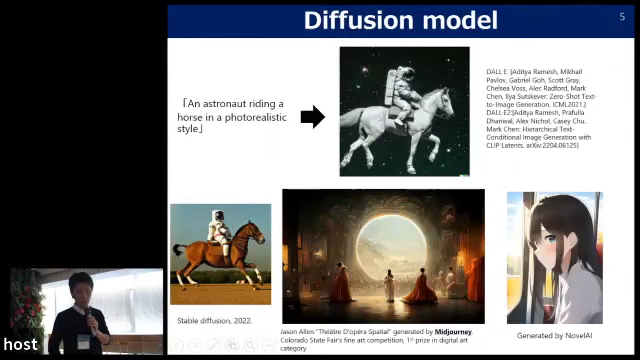 Diffusion model
5
「An astronaut riding a
horse in a photorealistic
style」
DALL·E: [Aditya Ramesh, Mikhail
Pavlov, Gabriel Goh, Scott Gray,
Chelsea Voss, Alec Radford, Mark
Chen, Ilya Sutskever: Zero-Shot Text-
to-Image Generation. ICML2021.]
DALL·E2:[Aditya Ramesh, Prafulla
Dhariwal, Alex Nichol, Casey Chu,
Mark Chen: Hierarchical Text-
Conditional Image Generation with
CLIP Latents. arXiv:2204.06125]
Stable diffusion, 2022.
Jason Allen "Théâtre D'opéra Spatial" generated by Midjourney.
Colorado State Fair's fine art competition, 1st prize in digital art
category
Generated by NovelAI
host